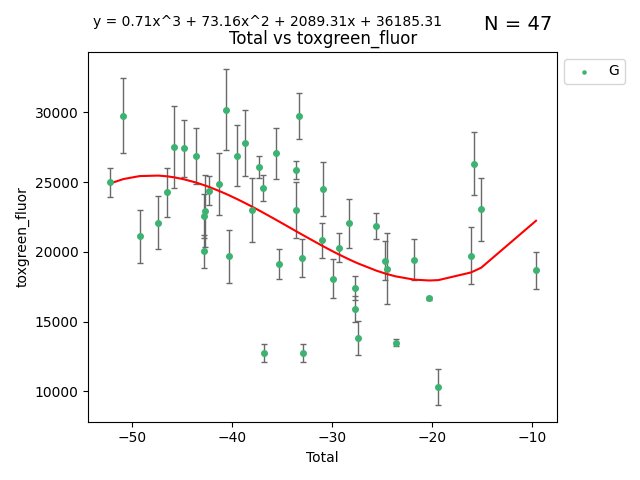 y = 0.71x^3 + 73.16x^2 + 2089.31x + 36185.31
N = 47
Total vs toxgreen_fluor
G
30000
25000
20000
15000
10000
toxgreen_fluor
−50
−40
−30
−20
−10
Total